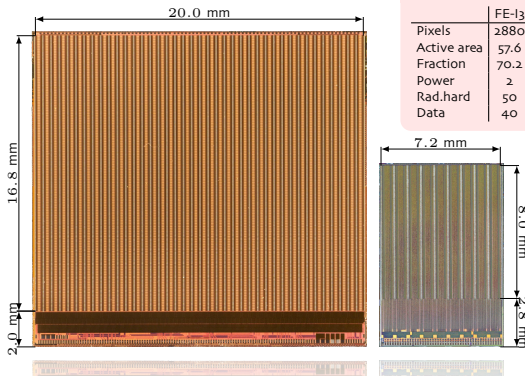 20.0 mm
16.8 mm
2.0 mm
FE-I3
Pixels 2880
Active area 57.6
Fraction 70.2
Power 2
Rad.hard 50
Data 40
7.2 mm
8.0 mm
2.8 mm